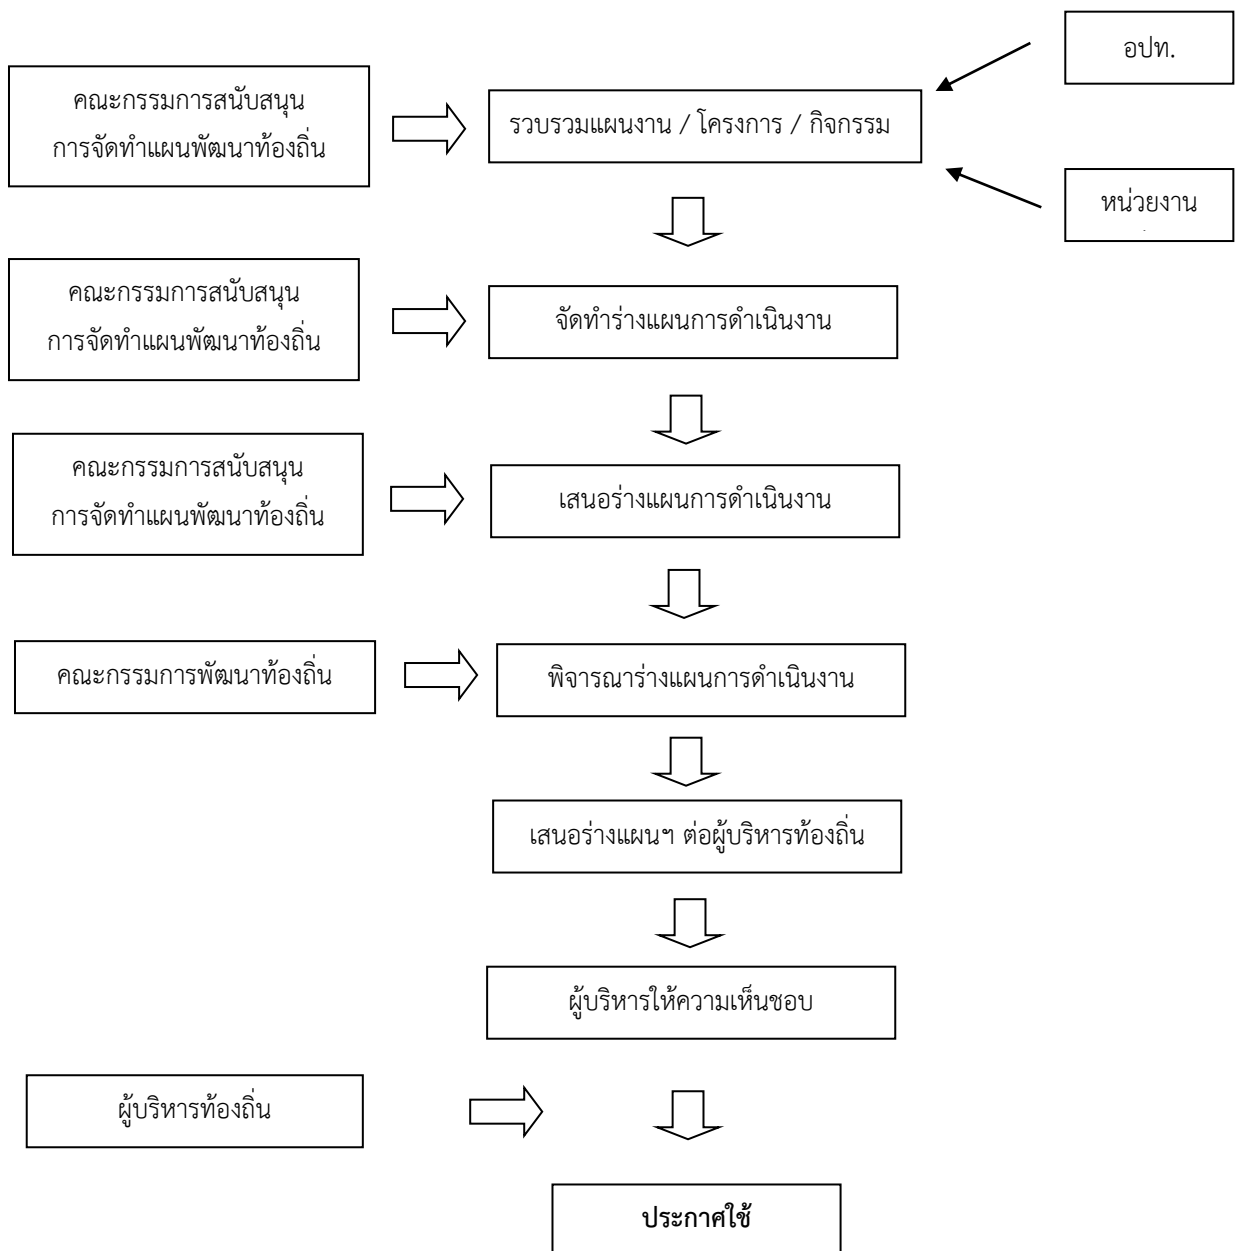 อปท.
คณะกรรมการสนับสนุน
การจัดทำแผนพัฒนาท้องถิ่น
รวบรวมแผนงาน / โครงการ / กิจกรรม
หน่วยงาน
คณะกรรมการสนับสนุน
การจัดทำแผนพัฒนาท้องถิ่น
จัดทำร่างแผนการดำเนินงาน
คณะกรรมการสนับสนุน
การจัดทำแผนพัฒนาท้องถิ่น
เสนอร่างแผนการดำเนินงาน
คณะกรรมการพัฒนาท้องถิ่น
พิจารณาร่างแผนการดำเนินงาน
เสนอร่างแผนฯ ต่อผู้บริหารท้องถิ่น
ผู้บริหารให้ความเห็นชอบ
ผู้บริหารท้องถิ่น
ประกาศใช้